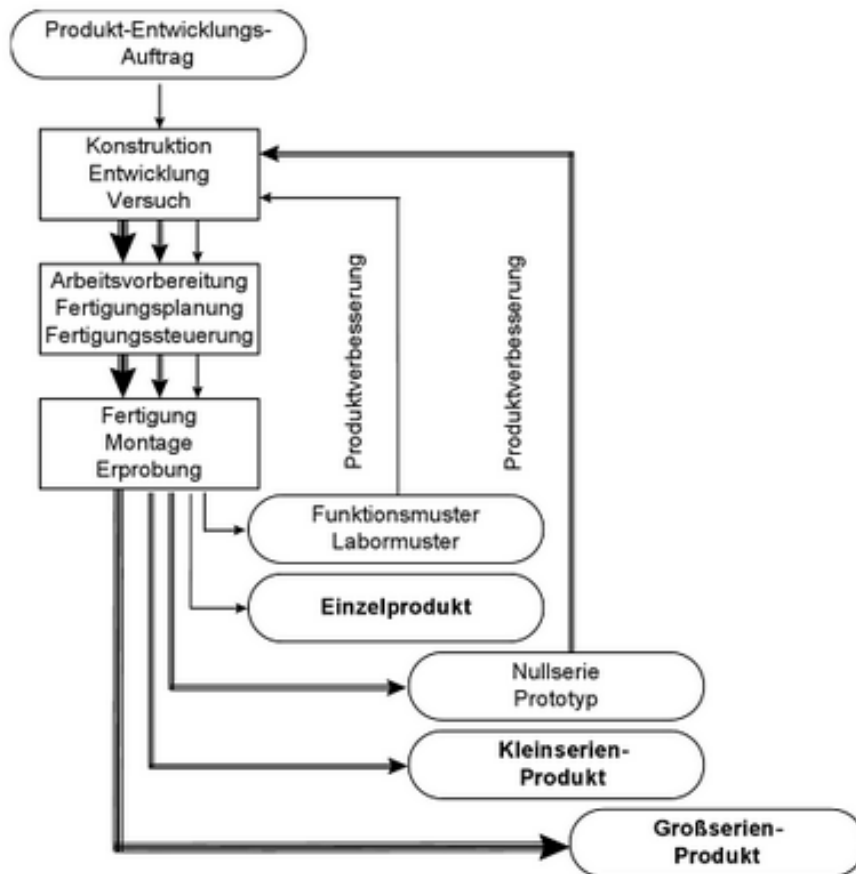 Produkt-Entwicklungs-
Auftrag
Konstruktion
Entwicklung
Versuch
Arbeitsvorbereitung
Fertigungsplanung
Fertigungssteuerung
Fertigung
Montage
Erprobung
Produktverbesserung
Produktverbesserung
Funktionsmuster
Labormuster
Einzelprodukt
Nullserie
Prototyp
Kleinserien-
Produkt
Großserien-
Produkt